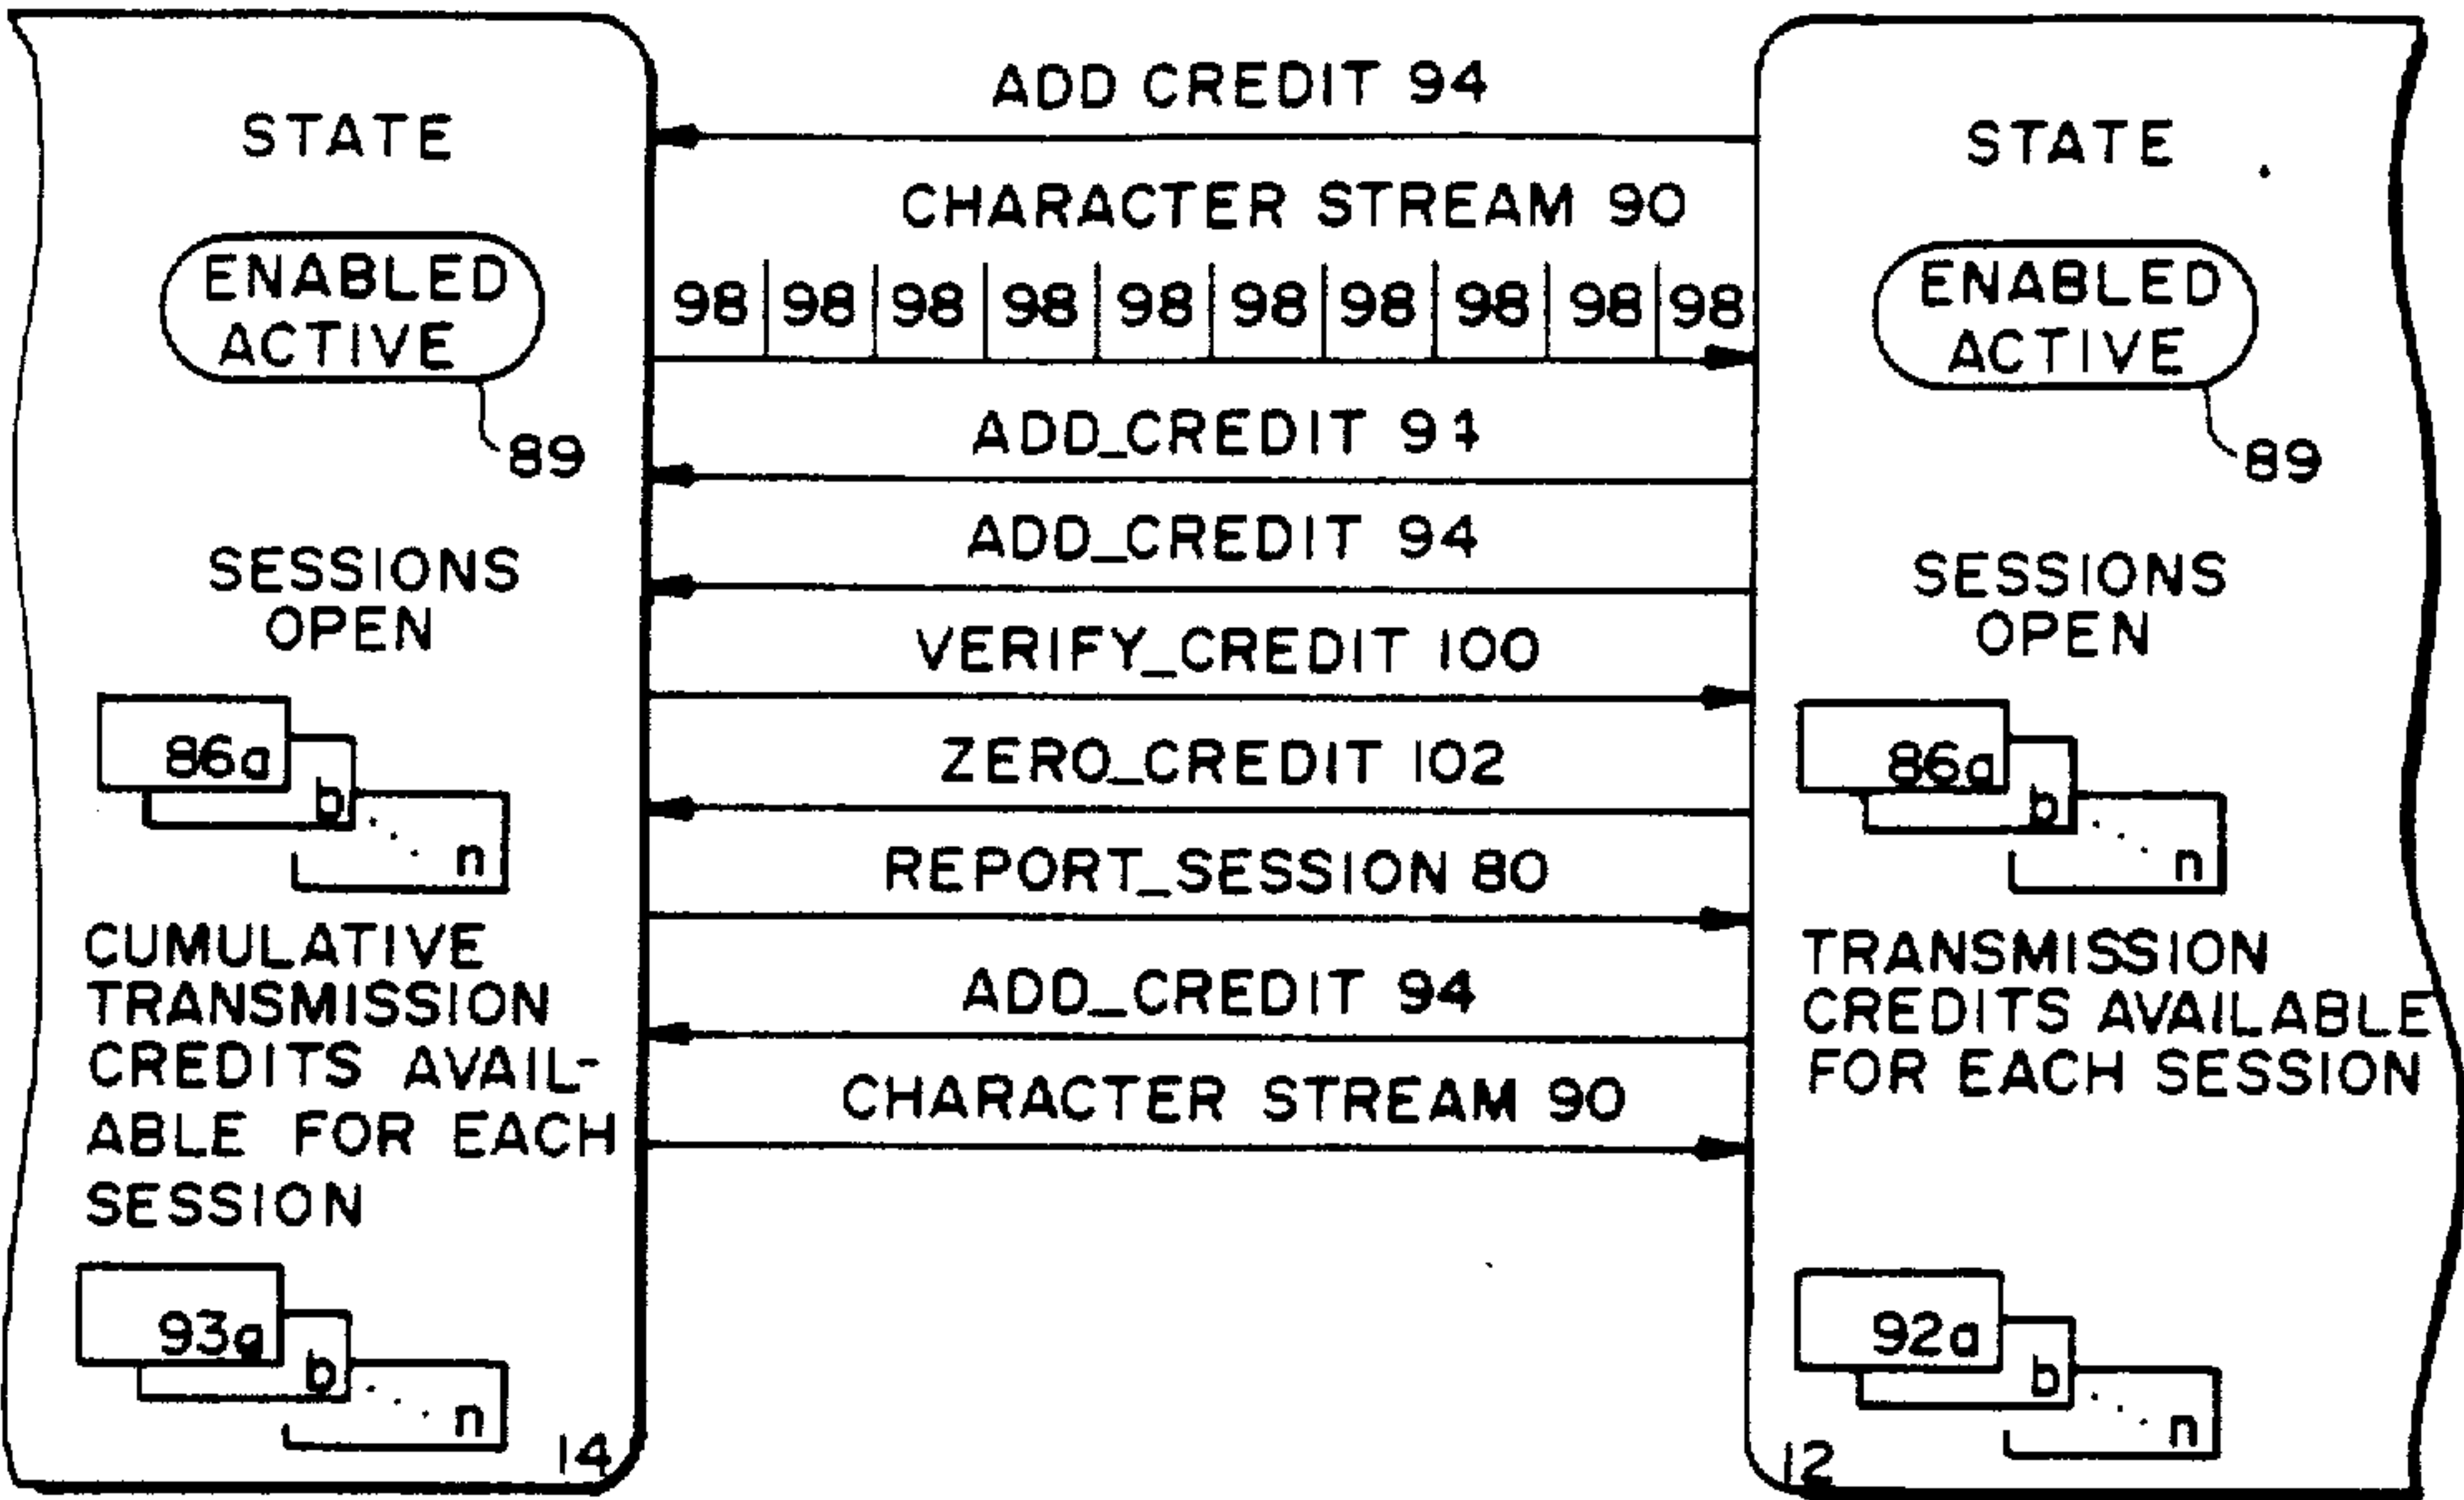 STATE
ENABLED
ACTIVE
89
SESSIONS
OPEN
86a
b
n
CUMULATIVE
TRANSMISSION
CREDITS AVAIL-
ABLE FOR EACH
SESSION
93a
b
n
14
ADD CREDIT 94
CHARACTER STREAM 90
98 98 98 98 98 98 98 98 98 98
ADD_CREDIT 94
ADD_CREDIT 94
VERIFY_CREDIT 100
ZERO_CREDIT 102
REPORT_SESSION 80
ADD_CREDIT 94
CHARACTER STREAM 90
STATE
ENABLED
ACTIVE
89
SESSIONS
OPEN
86a
b
n
TRANSMISSION
CREDITS AVAILABLE
FOR EACH SESSION
92a
b
n
12